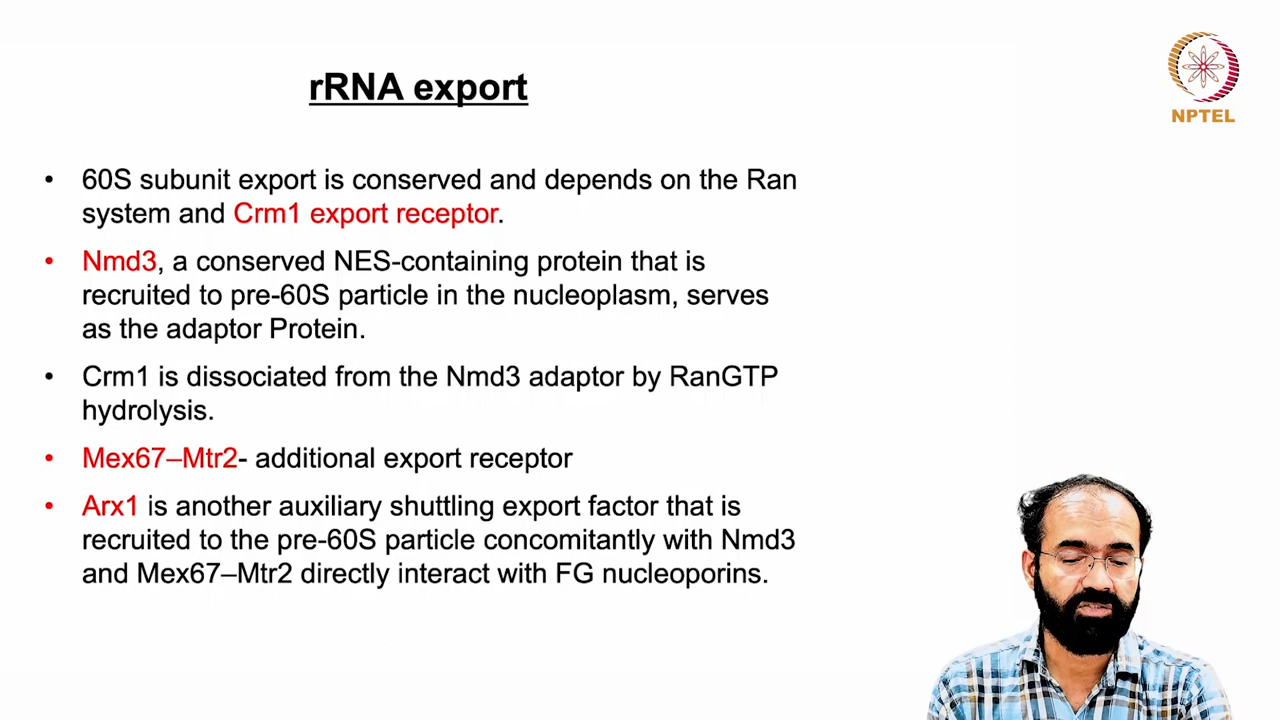 rRNA export
NPTEL
• 60S subunit export is conserved and depends on the Ran
system and Crm1 export receptor.
• Nmd3, a conserved NES-containing protein that is
recruited to pre-60S particle in the nucleoplasm, serves
as the adaptor Protein.
• Crm1 is dissociated from the Nmd3 adaptor by RanGTP
hydrolysis.
• Mex67–Mtr2- additional export receptor
• Arx1 is another auxiliary shuttling export factor that is
recruited to the pre-60S particle concomitantly with Nmd3
and Mex67–Mtr2 directly interact with FG nucleoporins.